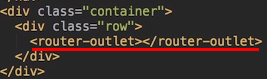 <div class="container">
<div class="row">
<router-outlet></router-outlet>
</div>
</div>